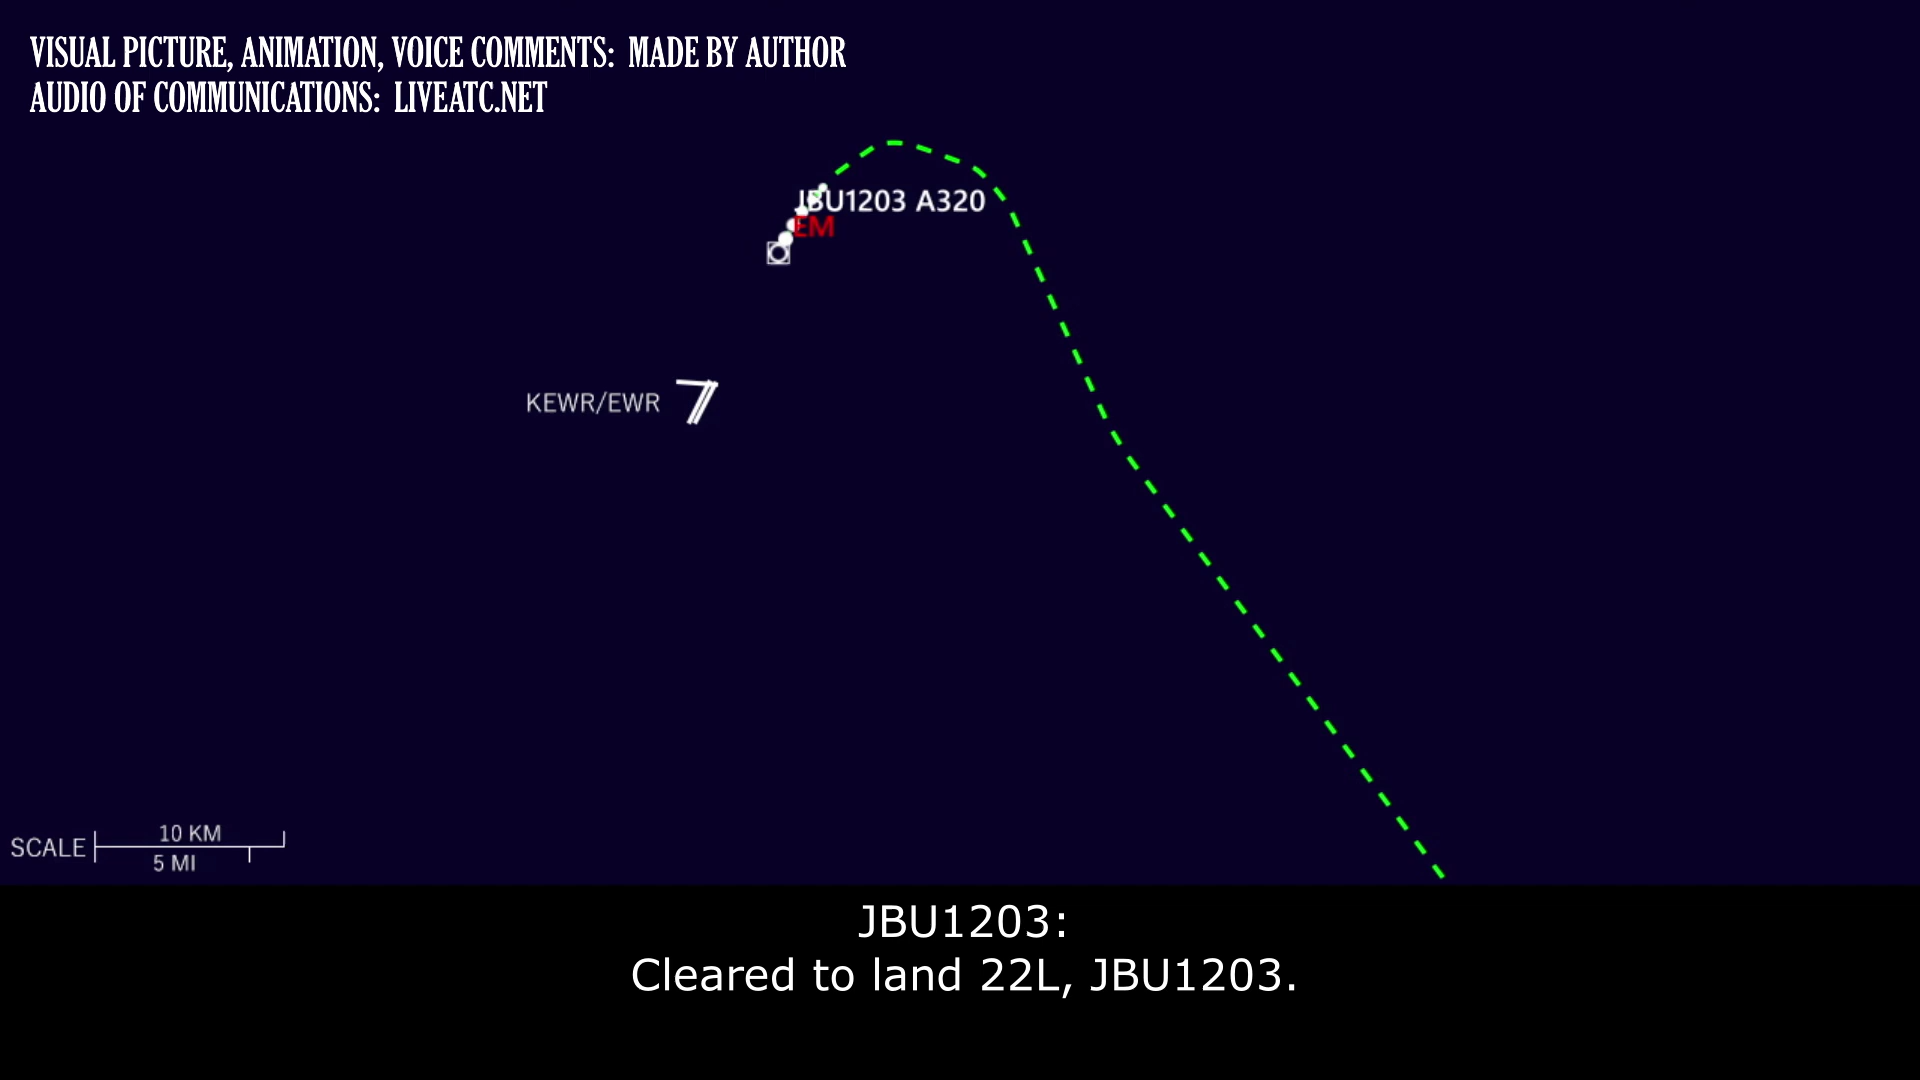 VISUAL PICTURE, ANIMATION, VOICE COMMENTS: MADE BY AUTHOR
AUDIO OF COMMUNICATIONS: LIVEATC.NET
JBU1203 A320
EM
KEWR/EWR
10 KM
SCALE
5 MI
JBU1203:
Cleared to land 22L, JBU1203.